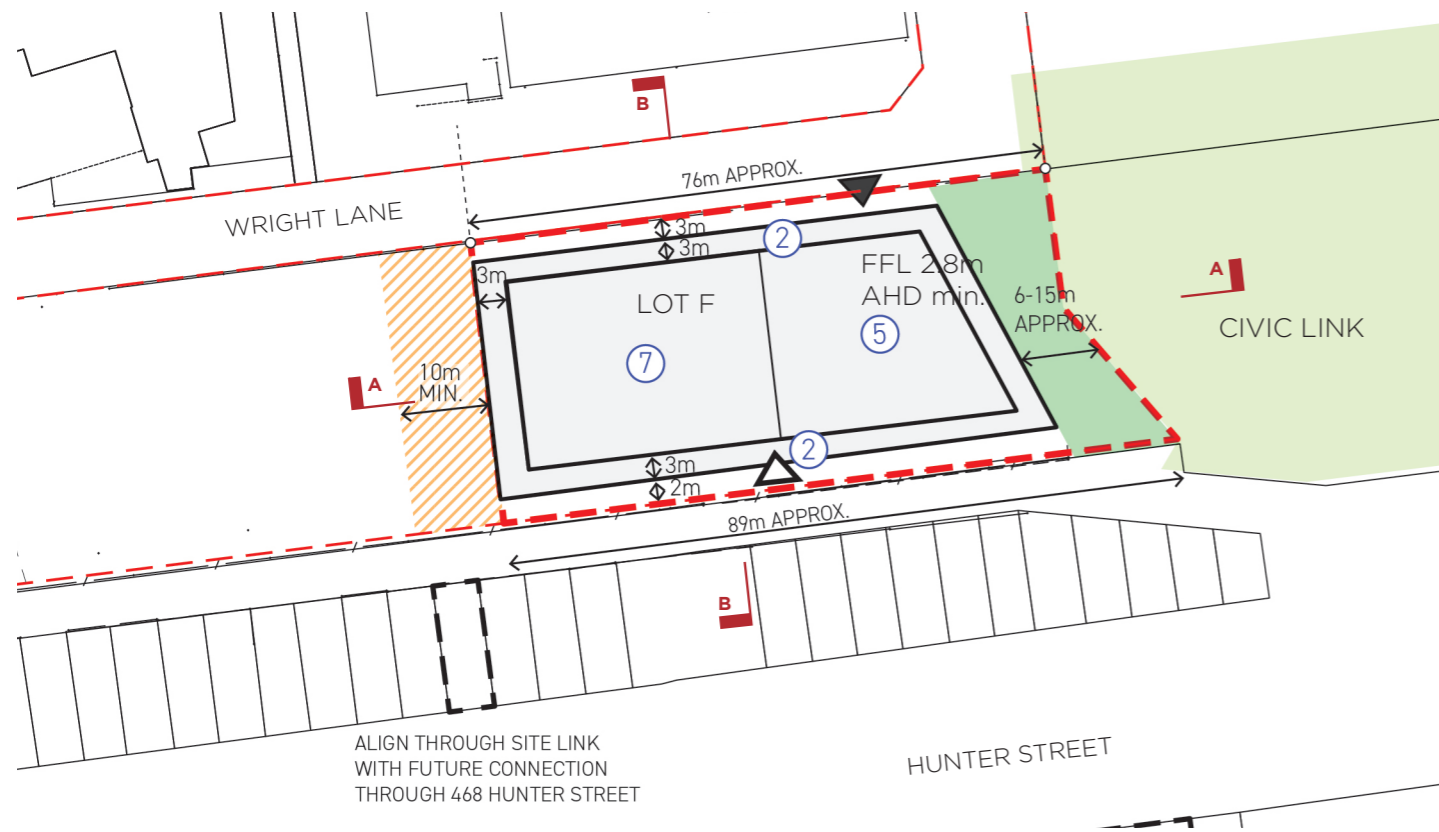 B
76m APPROX.
WRIGHT LANE
3m
2
3m
FFL 2.8m
AHD min.
3m
LOT F
A
6-15m
APPROX.
CIVIC LINK
5
7
10m
MIN.
A
2
3m
2m
89m APPROX.
B
ALIGN THROUGH SITE LINK
WITH FUTURE CONNECTION
THROUGH 468 HUNTER STREET
HUNTER STREET